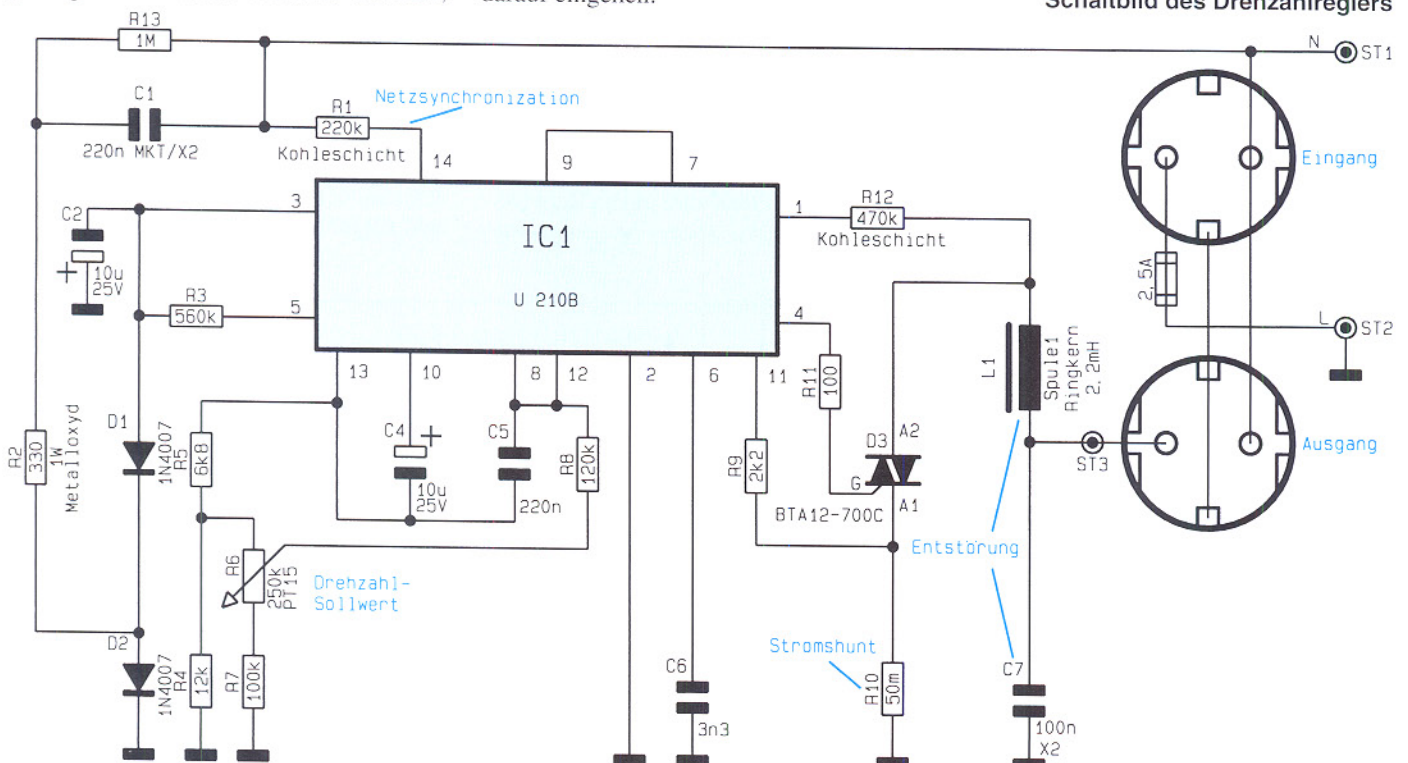 darauf eingehen.
Schaltbild des Drehzahlreglers
R13
1M
N
ST1
C1
220n MKT/X2
R1
220k
Kohleschicht
Netzsynchronization
14
9
7
Eingang
3
C2
+
10u
25V
IC1
U 210B
1
R12
470k
Kohleschicht
R3
560k
5
4
2,5A
L
ST2
13
10
8
12
2
6
11
R11
100
L1
Spule1
Ringkern
2,2mH
D1
1N4007
R2
330
1W
Metalloxyd
R5
6k8
C4
+
10u
25V
C5
220n
R8
120k
R9
2k2
D3
A2
G
A1
BTA12-700C
ST3
Ausgang
R6
250k
PT15
Drehzahl-
Sollwert
Entstörung
D2
1N4007
R4
12k
R7
100k
C6
3n3
Stromshunt
R10
50m
C7
100n
X2